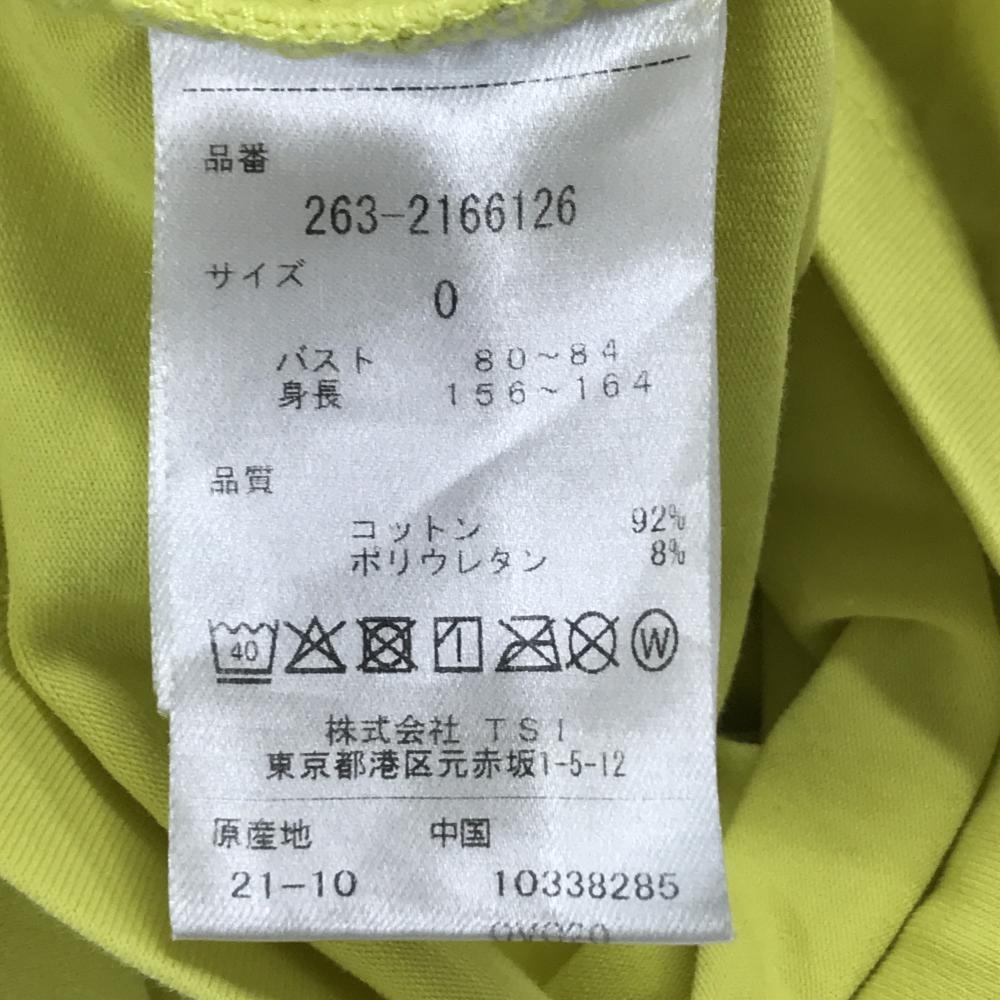 品番
263-2166126
サイズ
0
バスト 80~84
身長 156~164
品質
コットン 92%
ポリウレタン 8%
40 W
株式会社 TSI
東京都港区元赤坂1-5-12
原産地 中国
21-10 10338285